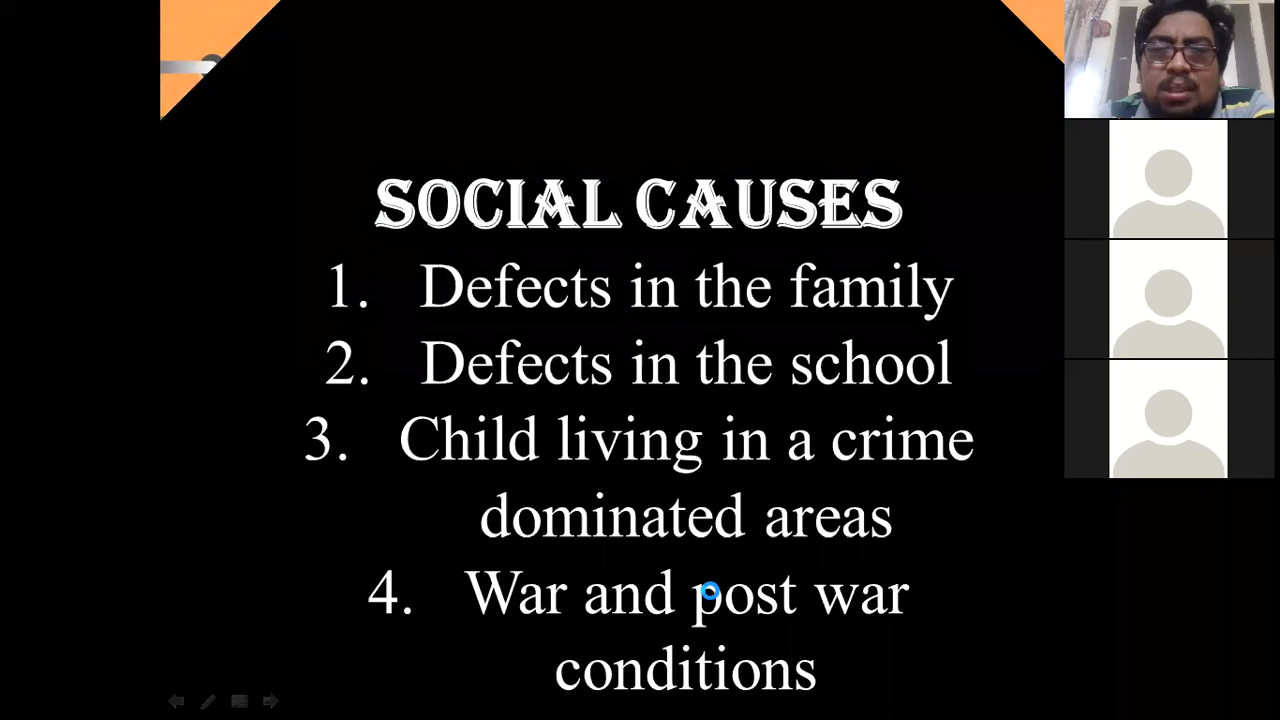 SOCIAL CAUSES
1. Defects in the family
2. Defects in the school
3. Child living in a crime
dominated areas
4. War and post war
conditions